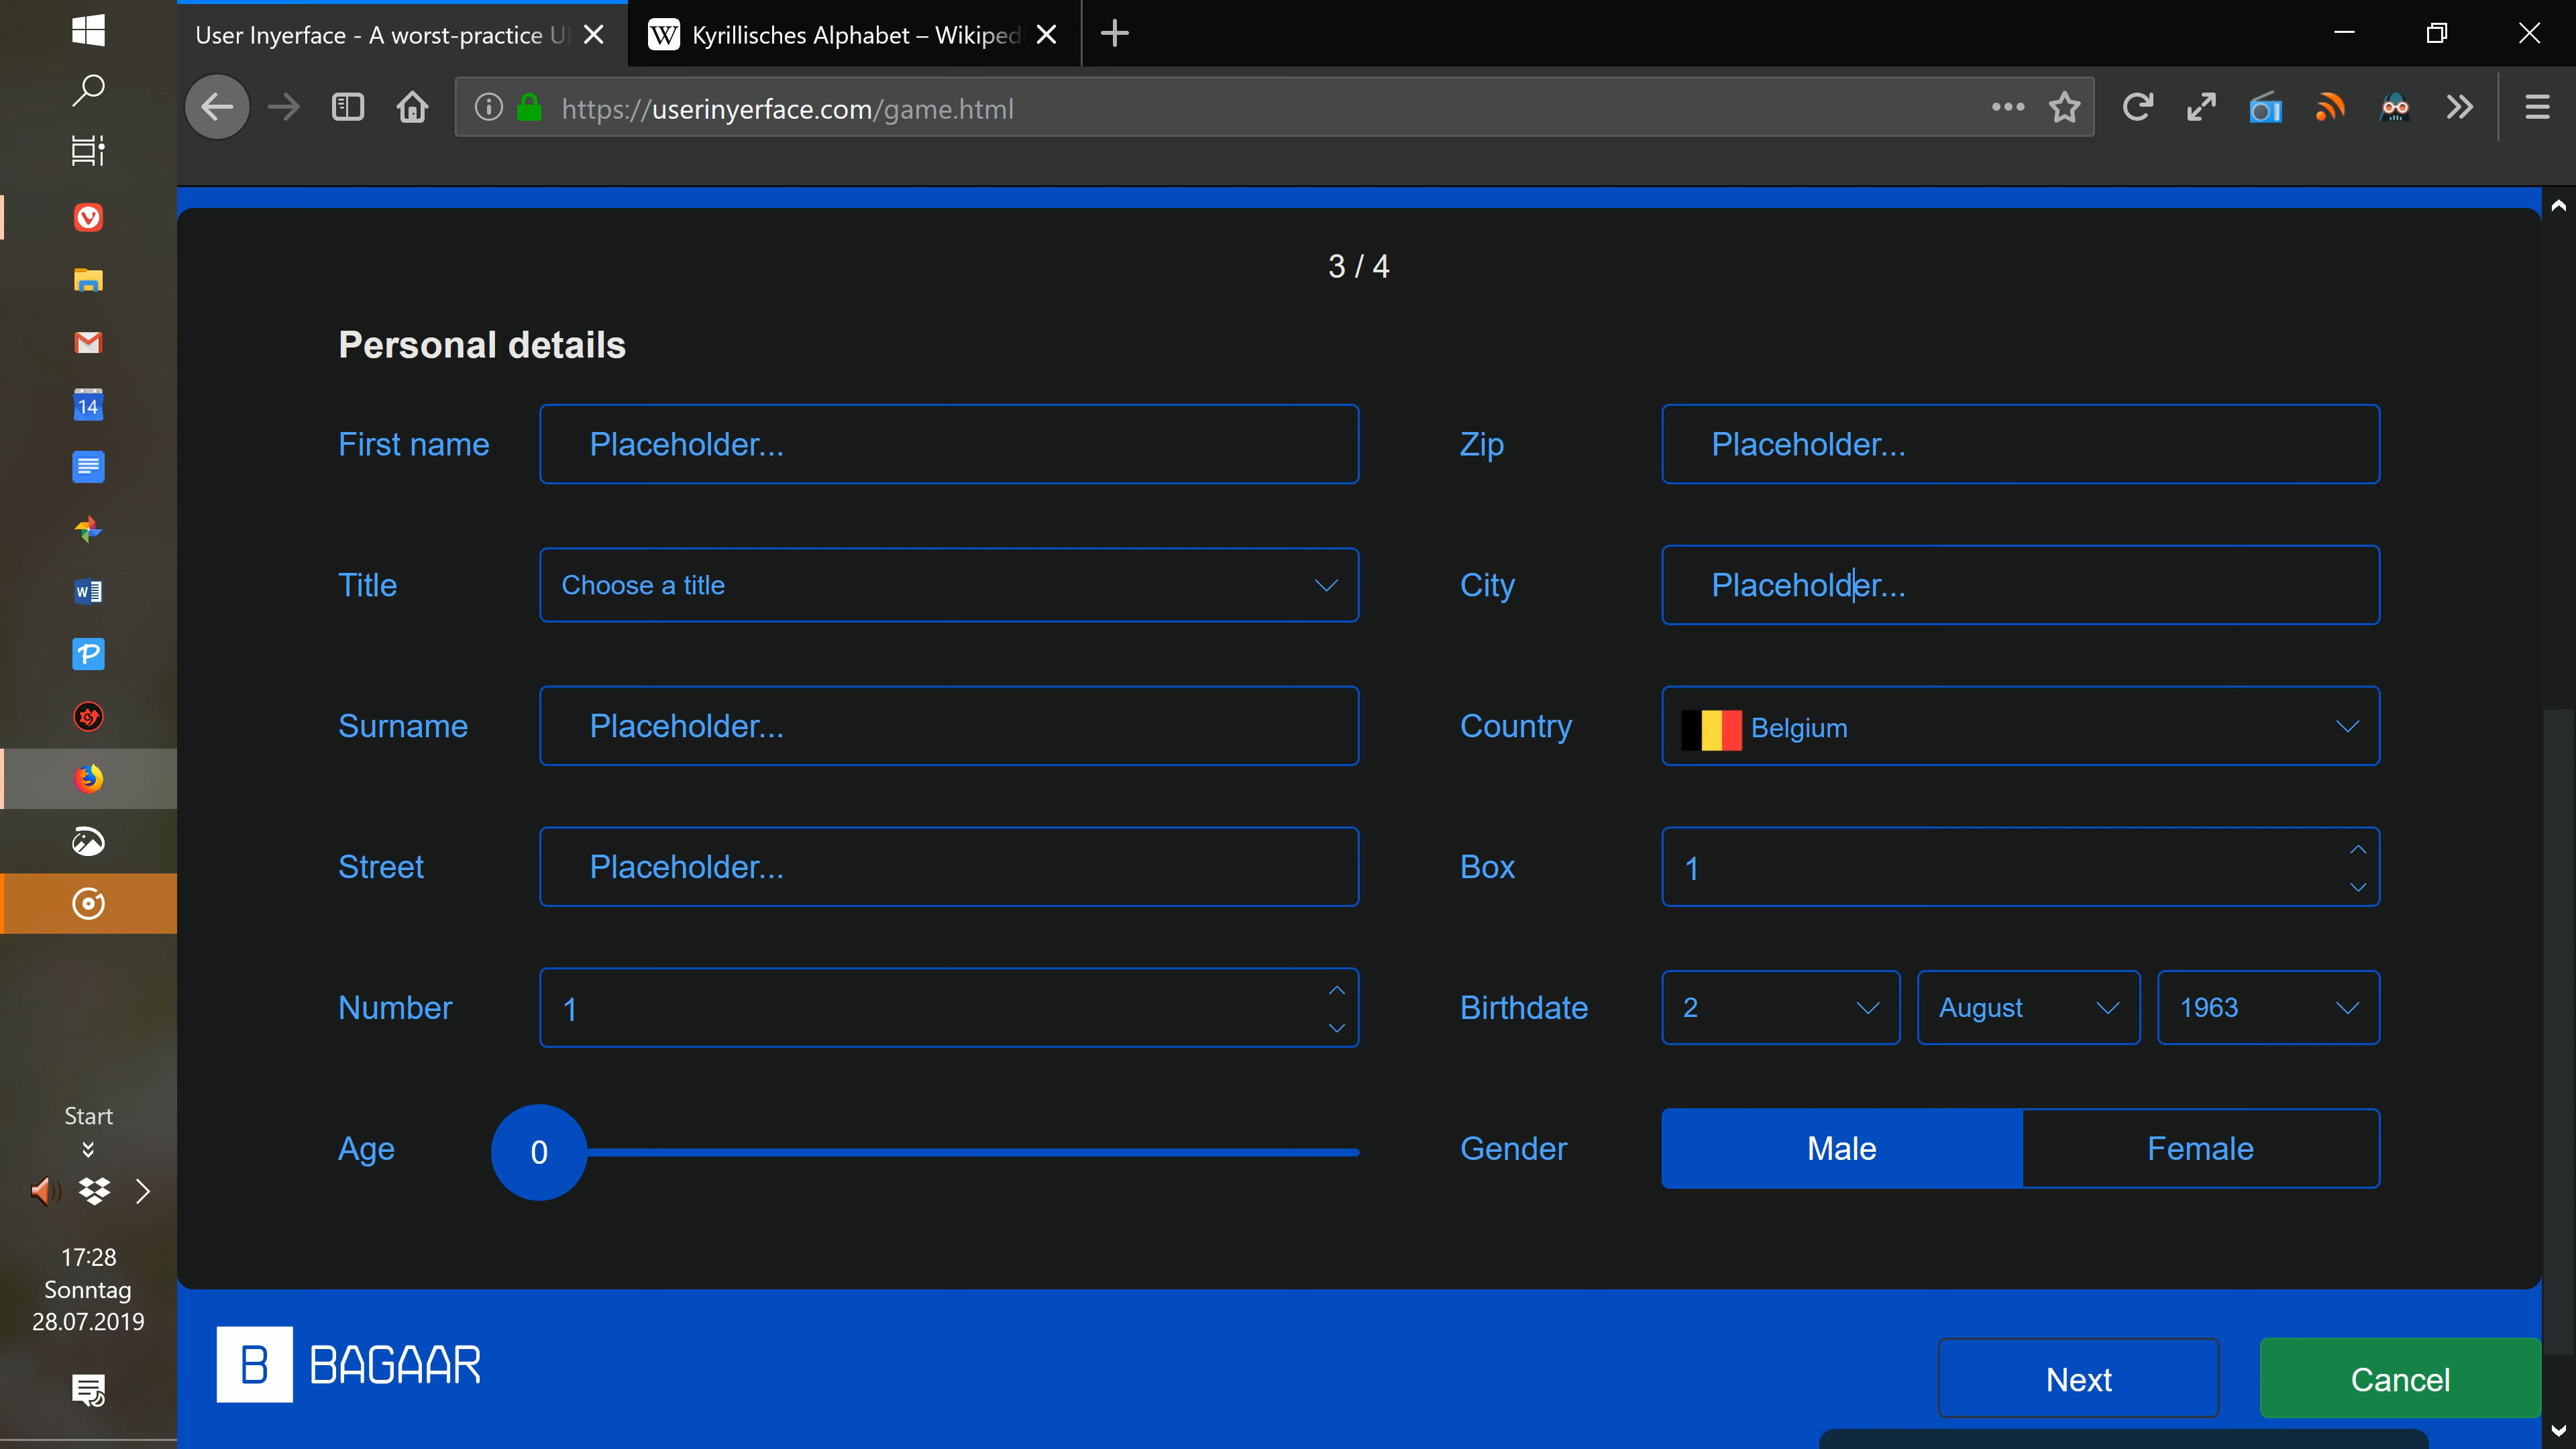 User Inyerface - A worst-practice UI
Kyrillisches Alphabet – Wikiped
https://userinyerface.com/game.html
3 / 4
Personal details
First name
Placeholder...
Zip
Placeholder...
Title
Choose a title
City
Placeholder...
Surname
Placeholder...
Country
Belgium
Street
Placeholder...
Box
1
Number
1
Birthdate
2
August
1963
Age
0
Gender
Male
Female
B BAGAAR
Next
Cancel
14
Start
17:28
Sonntag
28.07.2019